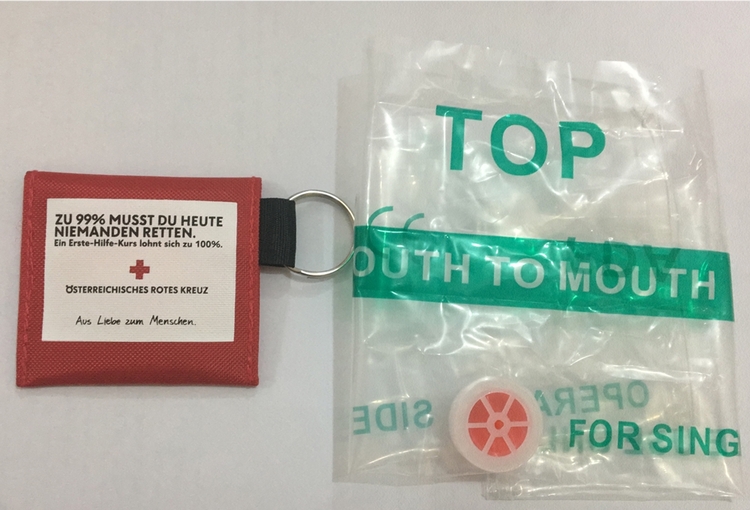 ZU 99% MUSST DU HEUTE
NIEMANDEN RETTEN.
Ein Erste-Hilfe-Kurs lohnt sich zu 100%.
ÖSTERREICHISCHES ROTES KREUZ
Aus Liebe zum Menschen.
TOP
OUTH TO MOUTH
SIDE
OPERA
FOR SING